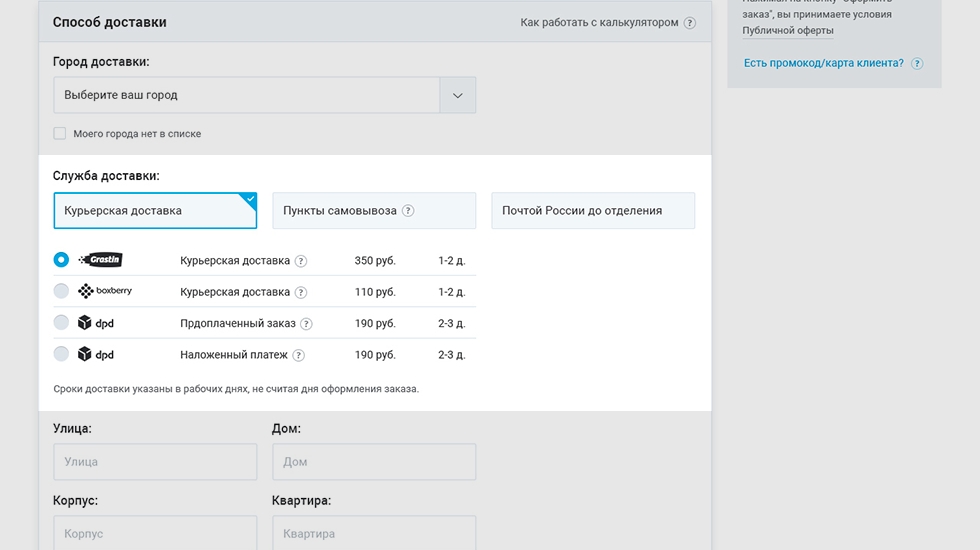 Способ доставки
Как работать с калькулятором ?
Город доставки:
Выберите ваш город
Моего города нет в списке
Служба доставки:
Курьерская доставка
Пункты самовывоза ?
Почтой России до отделения
Grastin Курьерская доставка ? 350 руб. 1-2 д.
boxberry Курьерская доставка ? 110 руб. 1-2 д.
dpd Прдоплаченный заказ ? 190 руб. 2-3 д.
dpd Наложенный платеж ? 190 руб. 2-3 д.
Сроки доставки указаны в рабочих днях, не считая дня оформления заказа.
Улица:
Дом:
Улица
Дом
Корпус:
Квартира:
Корпус
Квартира
Нажимая на кнопку "Оформить
заказ", вы принимаете условия
Публичной оферты
Есть промокод/карта клиента? ?